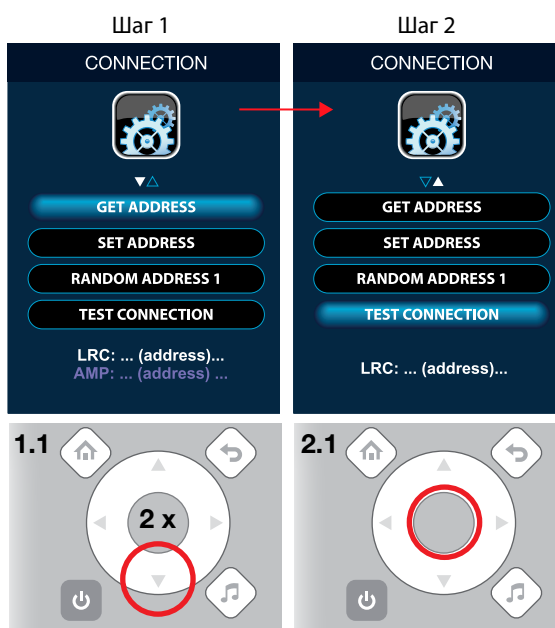 Шаг 1
CONNECTION
GET ADDRESS
SET ADDRESS
RANDOM ADDRESS 1
TEST CONNECTION
LRC: ... (address)...
AMP: ... (address) ...
1.1
2 x
Шаг 2
CONNECTION
GET ADDRESS
SET ADDRESS
RANDOM ADDRESS 1
TEST CONNECTION
LRC: ... (address)...
2.1